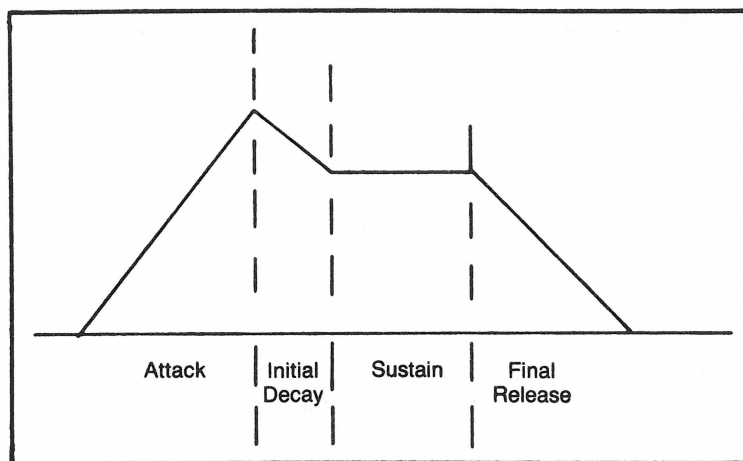 Attack
Initial
Decay
Sustain
Final
Release